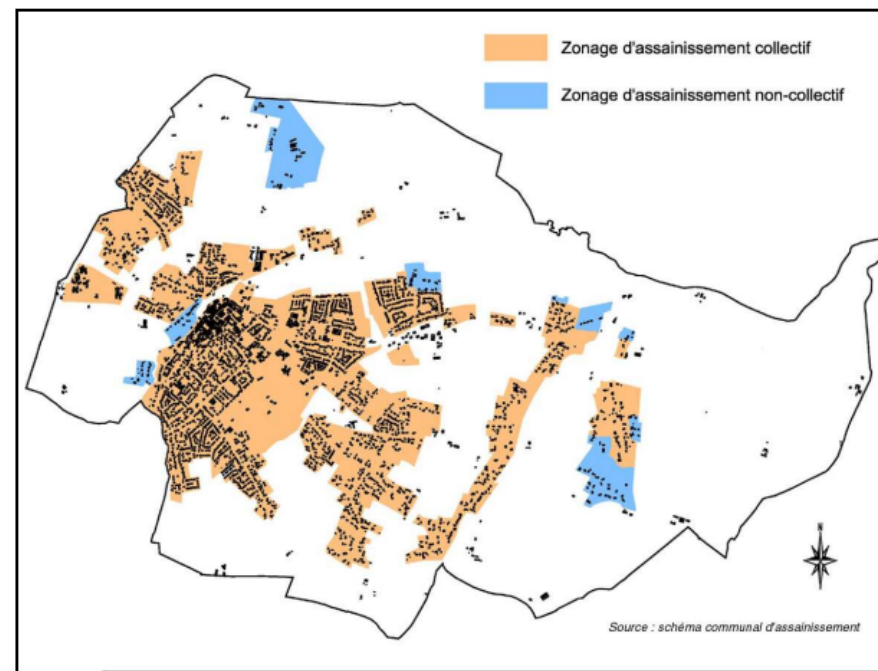 Zonage d'assainissement collectif
Zonage d'assainissement non-collectif
N
Source : schéma communal d'assainissement